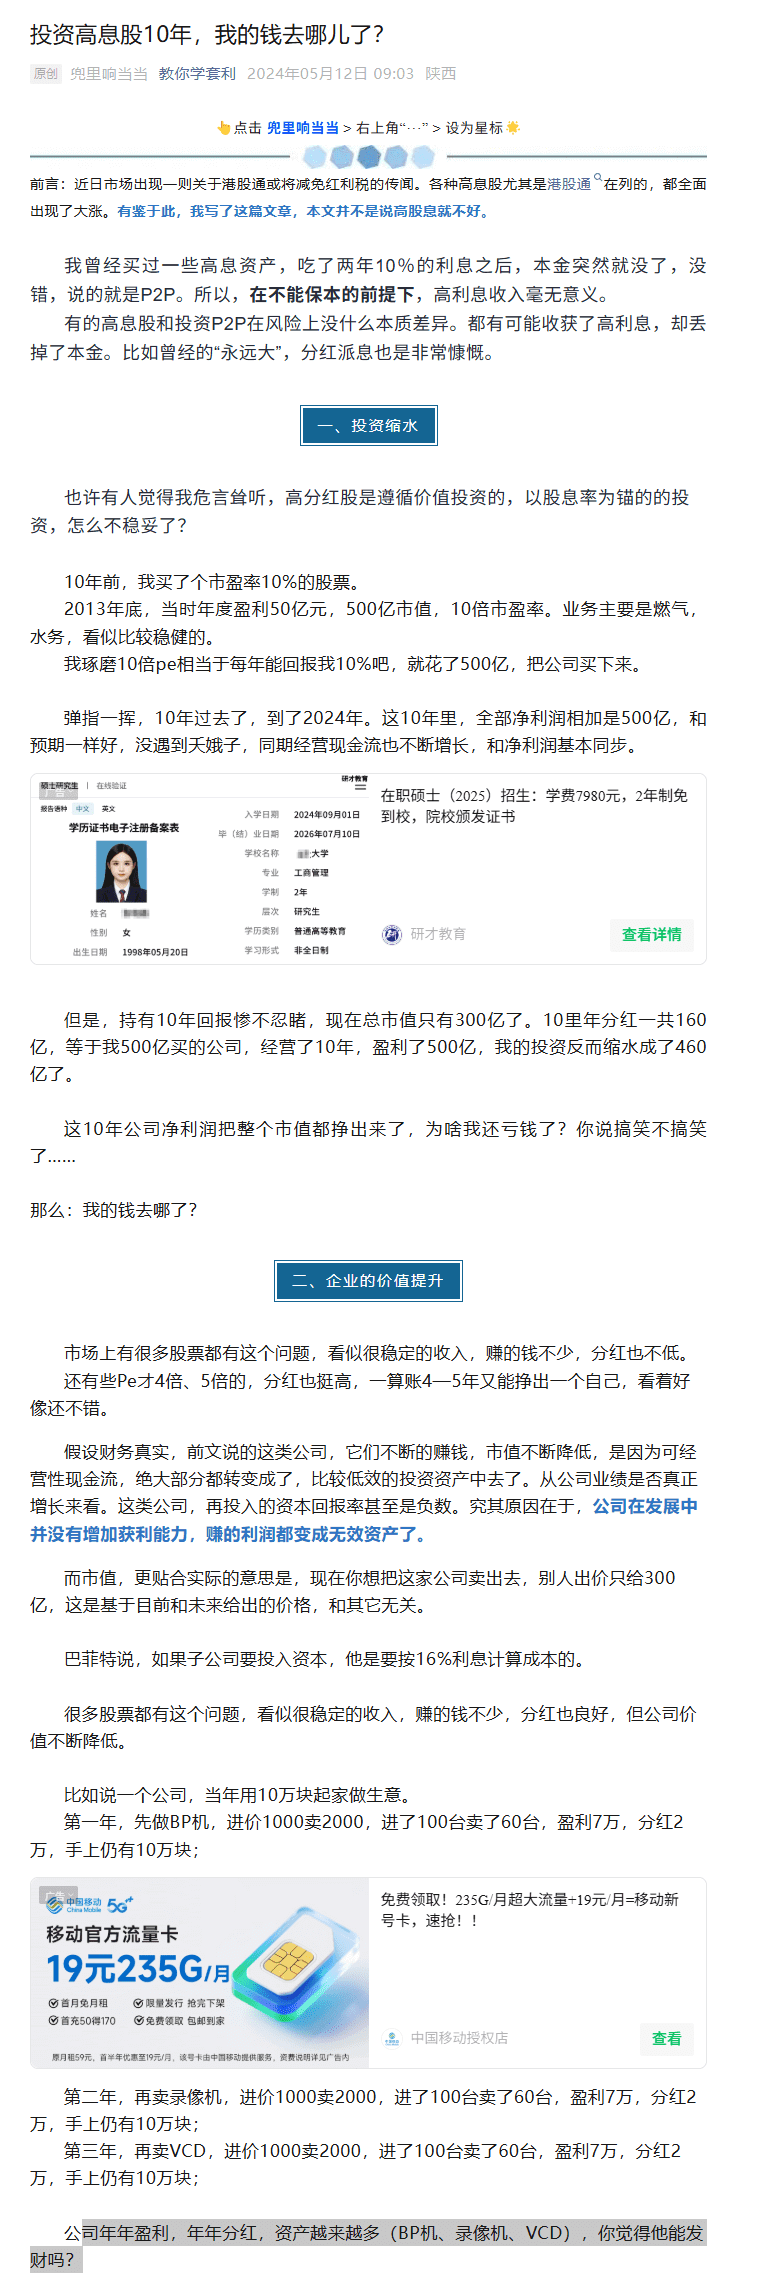 投资高息股10年，我的钱去哪儿了？
原创 兜里响当当 教你学套利 2024年05月12日 09:03 陕西
👆点击 兜里响当当 > 右上角“···” > 设为星标🌟
前言：近日市场出现一则关于港股通或将减免红利税的传闻。各种高息股尤其是港股通在列的，都全面
出现了大涨。有鉴于此，我写了这篇文章，本文并不是说高股息就不好。
我曾经买过一些高息资产，吃了两年10%的利息之后，本金突然就没了，没
错，说的就是P2P。所以，在不能保本的前提下，高利息收入毫无意义。
有的高息股和投资P2P在风险上没什么本质差异。都有可能收获了高利息，却丢
掉了本金。比如曾经的“永远大”，分红派息也是非常慷慨。
一、投资缩水
也许有人觉得我危言耸听，高分红股是遵循价值投资的，以股息率为锚的的投
资，怎么不稳妥了？
10年前，我买了个市盈率10%的股票。
2013年底，当时年度盈利50亿元，500亿市值，10倍市盈率。业务主要是燃气，
水务，看似比较稳健的。
我琢磨10倍pe相当于每年能回报我10%吧，就花了500亿，把公司买下来。
弹指一挥，10年过去了，到了2024年。这10年里，全部净利润相加是500亿，和
预期一样好，没遇到夭娥子，同期经营现金流也不断增长，和净利润基本同步。
广告
硕士研究生 | 在线验证
研才教育
报告语种 中文 英文
学历证书电子注册备案表
姓名
性别 女
出生日期 1998年05月20日
入学日期 2024年09月01日
毕（结）业日期 2026年07月10日
学校名称 大学
专业 工商管理
学制 2年
层次 研究生
学历类别 普通高等教育
学习形式 非全日制
在职硕士（2025）招生：学费7980元，2年制免
到校，院校颁发证书
研才教育
查看详情
但是，持有10年回报惨不忍睹，现在总市值只有300亿了。10里年分红一共160
亿，等于我500亿买的公司，经营了10年，盈利了500亿，我的投资反而缩水成了460
亿了。
这10年公司净利润把整个市值都挣出来了，为啥我还亏钱了？你说搞笑不搞笑
了……
那么：我的钱去哪了？
二、企业的价值提升
市场上有很多股票都有这个问题，看似很稳定的收入，赚的钱不少，分红也不低。
还有些Pe才4倍、5倍的，分红也挺高，一算账4—5年又能挣出一个自己，看着好
像还不错。
假设财务真实，前文说的这类公司，它们不断的赚钱，市值不断降低，是因为可经
营性现金流，绝大部分都转变成了，比较低效的投资资产中去了。从公司业绩是否真正
增长来看。这类公司，再投入的资本回报率甚至是负数。究其原因在于，公司在发展中
并没有增加获利能力，赚的利润都变成无效资产了。
而市值，更贴合实际的意思是，现在你想把这家公司卖出去，别人出价只给300
亿，这是基于目前和未来给出的价格，和其它无关。
巴菲特说，如果子公司要投入资本，他是要按16%利息计算成本的。
很多股票都有这个问题，看似很稳定的收入，赚的钱不少，分红也良好，但公司价
值不断降低。
比如说一个公司，当年用10万块起家做生意。
第一年，先做BP机，进价1000卖2000，进了100台卖了60台，盈利7万，分红2
万，手上仍有10万块；
广告
中国移动 China Mobile 5G++
移动官方流量卡
19元235G/月
首月免月租 限量发行 抢完下架
首充50得170 免费领取 包邮到家
原月租59元，首半年优惠至19元/月，该号卡由中国移动提供服务，资费说明详见广告内
免费领取！235G/月超大流量+19元/月=移动新
号卡，速抢！！
中国移动授权店
查看
第二年，再卖录像机，进价1000卖2000，进了100台卖了60台，盈利7万，分红2
万，手上仍有10万块；
第三年，再卖VCD，进价1000卖2000，进了100台卖了60台，盈利7万，分红2
万，手上仍有10万块；
公司年年盈利，年年分红，资产越来越多（BP机、录像机、VCD），你觉得他能发
财吗？